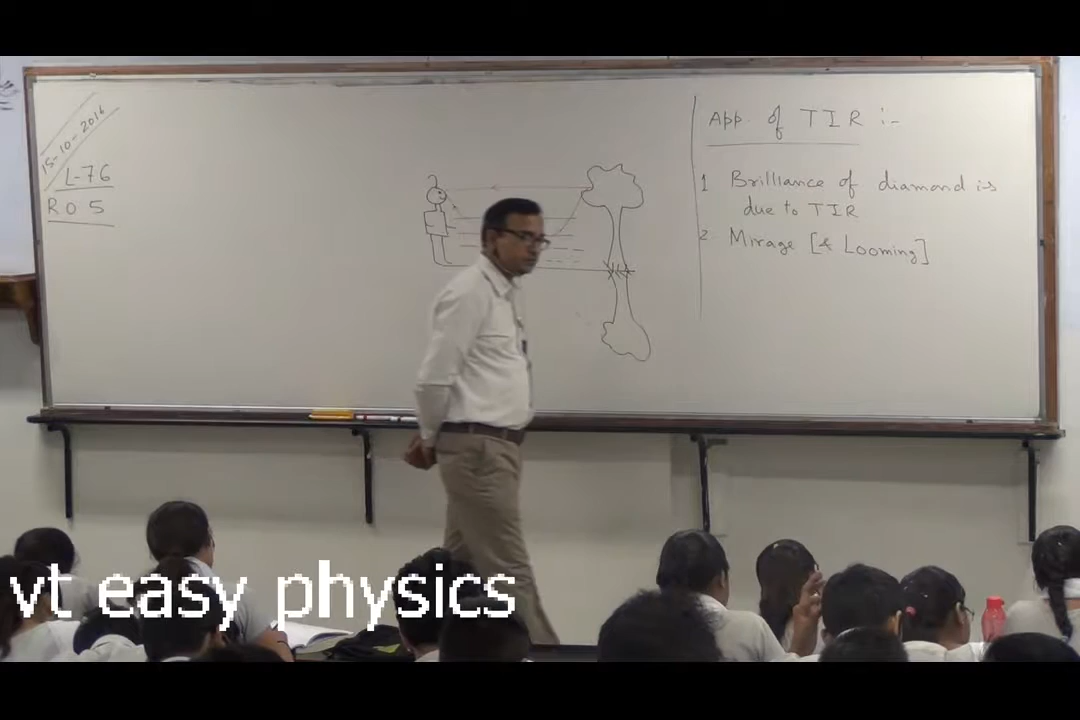 15-10-2016
L-76
R O 5
App. of TIR :-
1 Brilliance of diamond is
due to TIR
2. Mirage [& Looming]
vt easy physics